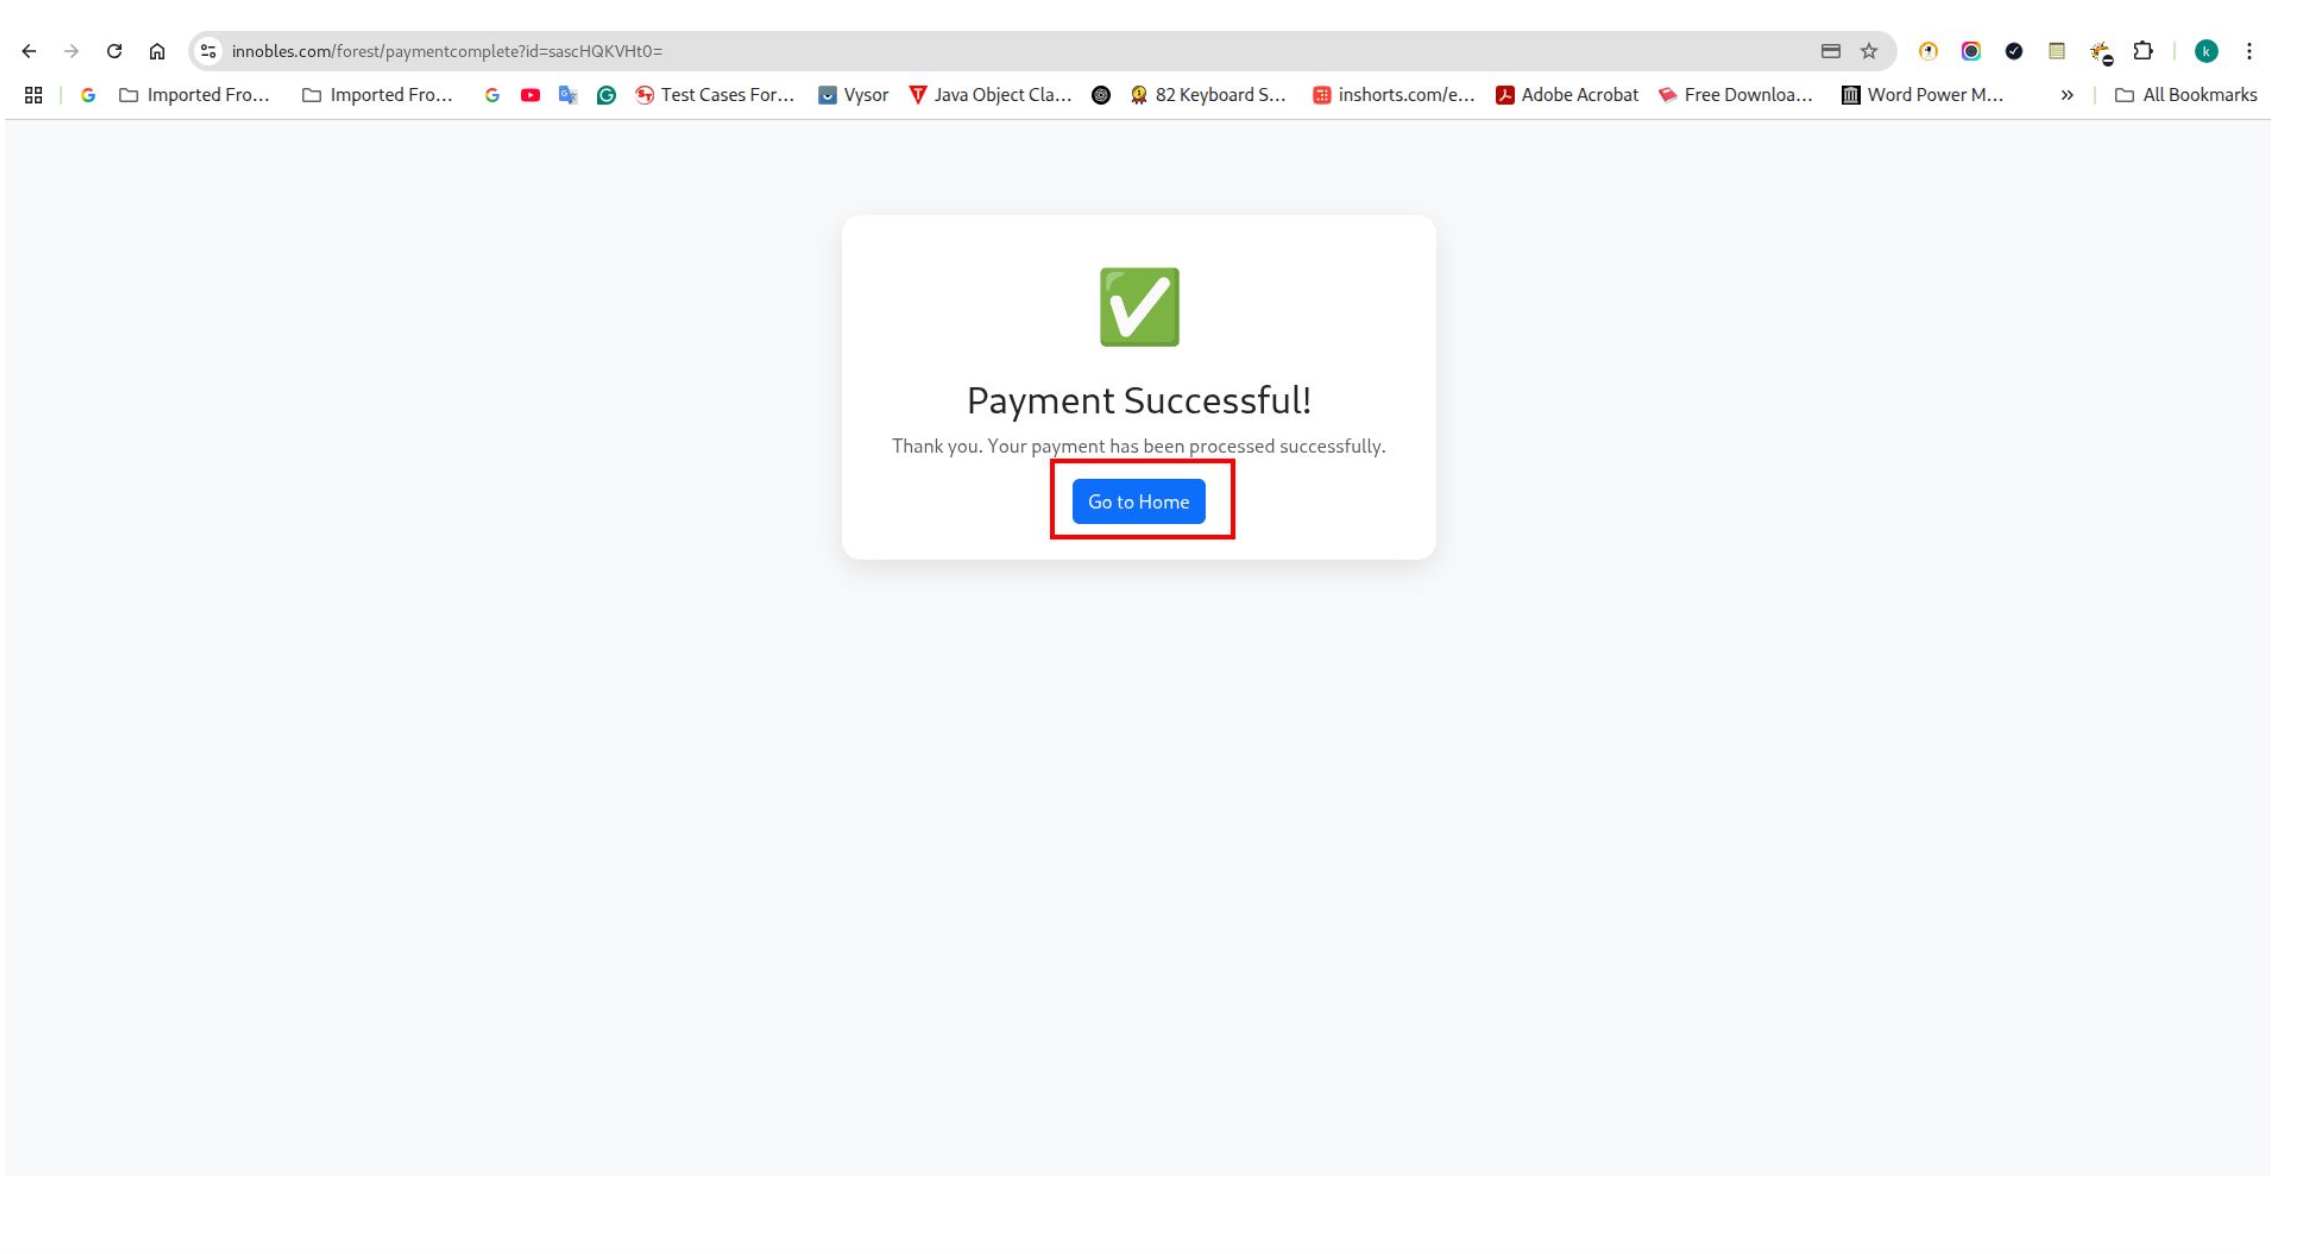 innobles.com/forest/paymentcomplete?id=sascHQKVHt0=
k
Imported Fro... Imported Fro... Test Cases For... Vysor Java Object Cla... 82 Keyboard S... inshorts.com/e... Adobe Acrobat Free Downloa... Word Power M... » All Bookmarks
Payment Successful!
Thank you. Your payment has been processed successfully.
Go to Home